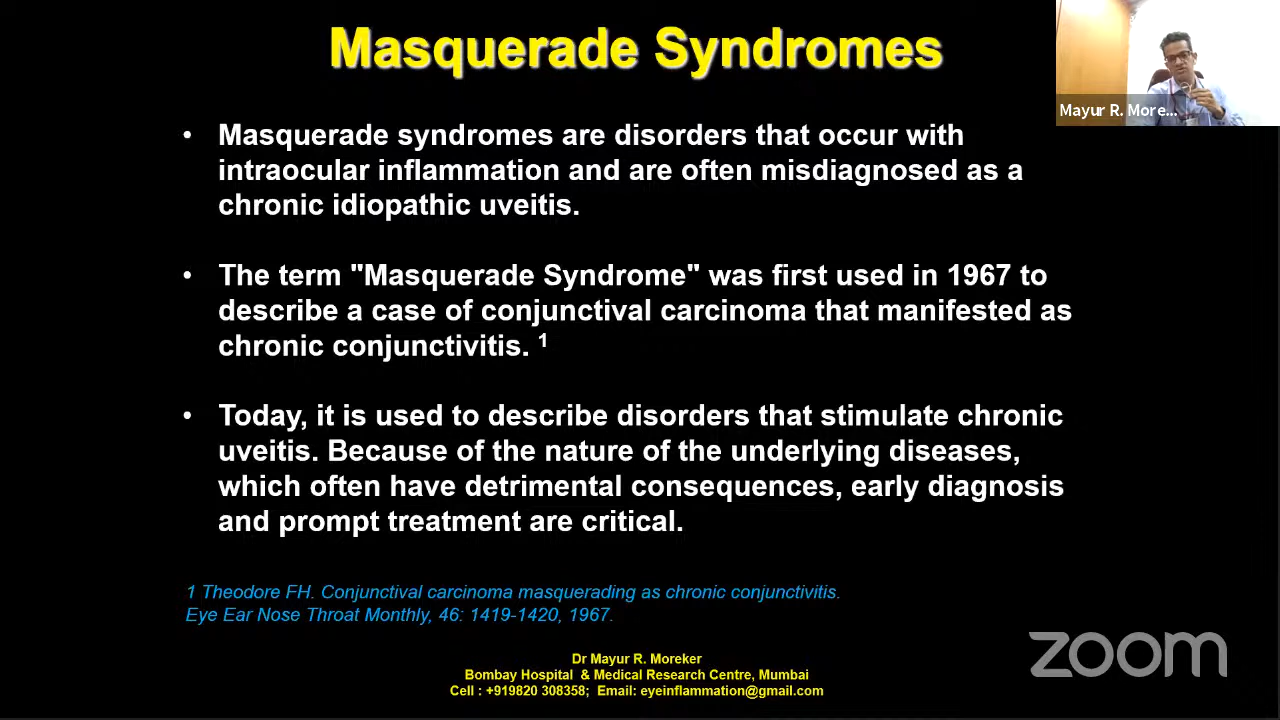 Masquerade Syndromes
Mayur R. More...
• Masquerade syndromes are disorders that occur with
intraocular inflammation and are often misdiagnosed as a
chronic idiopathic uveitis.
• The term "Masquerade Syndrome" was first used in 1967 to
describe a case of conjunctival carcinoma that manifested as
chronic conjunctivitis. 1
• Today, it is used to describe disorders that stimulate chronic
uveitis. Because of the nature of the underlying diseases,
which often have detrimental consequences, early diagnosis
and prompt treatment are critical.
1 Theodore FH. Conjunctival carcinoma masquerading as chronic conjunctivitis.
Eye Ear Nose Throat Monthly, 46: 1419-1420, 1967.
zoom
Dr Mayur R. Moreker
Bombay Hospital & Medical Research Centre, Mumbai
Cell : +919820 308358; Email: eyeinflammation@gmail.com